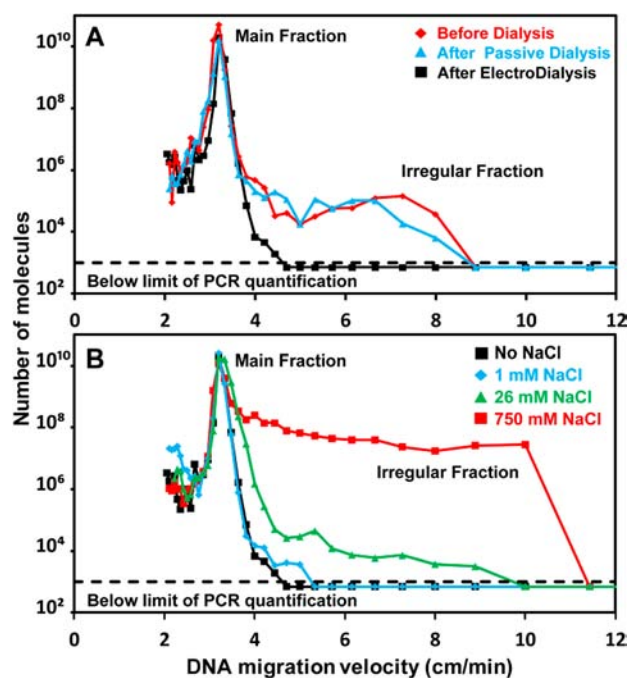 A
Main Fraction
Before Dialysis
After Passive Dialysis
After ElectroDialysis
Irregular Fraction
Below limit of PCR quantification
10^10
10^8
10^6
10^4
10^2
0 2 4 6 8 10 12
Number of molecules
B
Main Fraction
No NaCl
1 mM NaCl
26 mM NaCl
750 mM NaCl
Irregular Fraction
Below limit of PCR quantification
10^10
10^8
10^6
10^4
10^2
0 2 4 6 8 10 12
DNA migration velocity (cm/min)